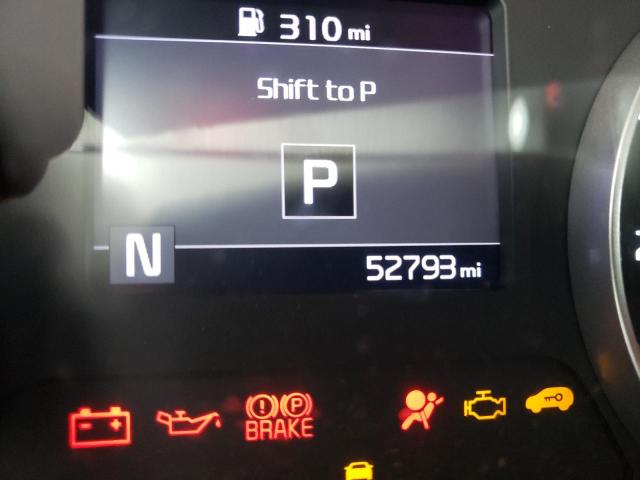 310 mi
Shift to P
P
N
52793 mi
BRAKE